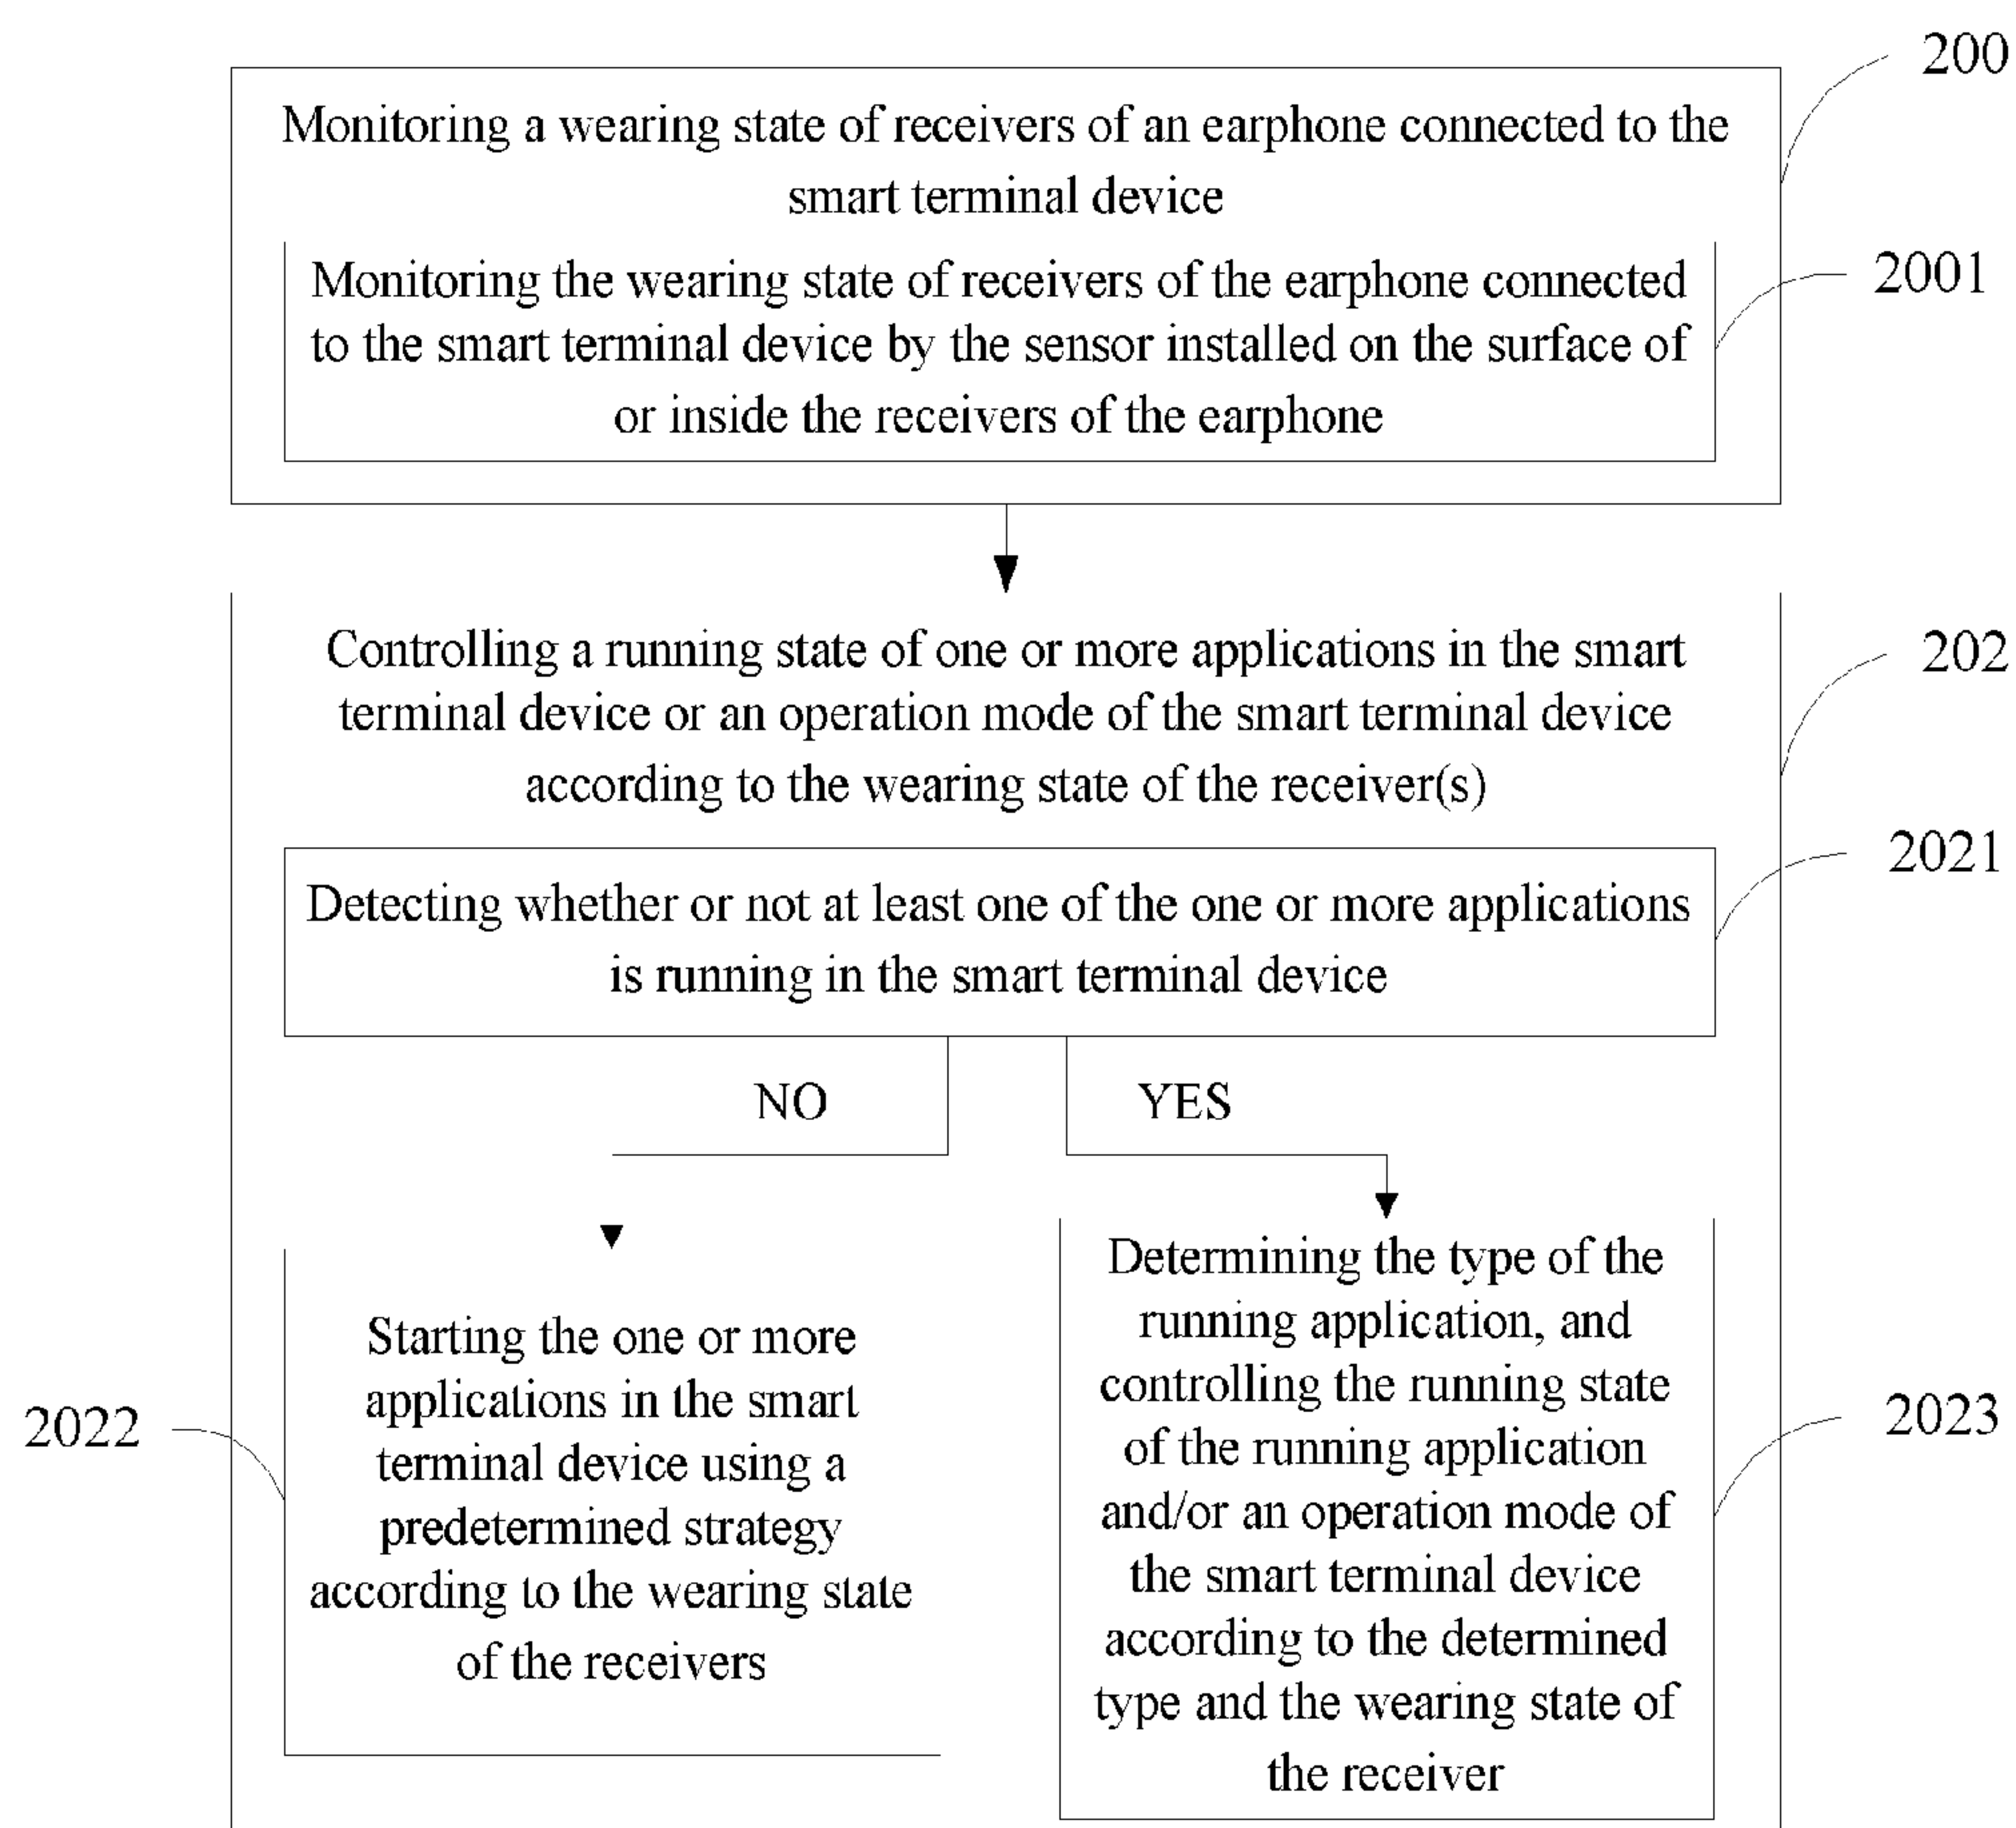 200
Monitoring a wearing state of receivers of an earphone connected to the
smart terminal device
Monitoring the wearing state of receivers of the earphone connected
to the smart terminal device by the sensor installed on the surface of
or inside the receivers of the earphone
2001
Controlling a running state of one or more applications in the smart
terminal device or an operation mode of the smart terminal device
according to the wearing state of the receiver(s)
202
Detecting whether or not at least one of the one or more applications
is running in the smart terminal device
2021
NO
YES
Starting the one or more
applications in the smart
terminal device using a
predetermined strategy
according to the wearing state
of the receivers
2022
Determining the type of the
running application, and
controlling the running state
of the running application
and/or an operation mode of
the smart terminal device
according to the determined
type and the wearing state of
the receiver
2023